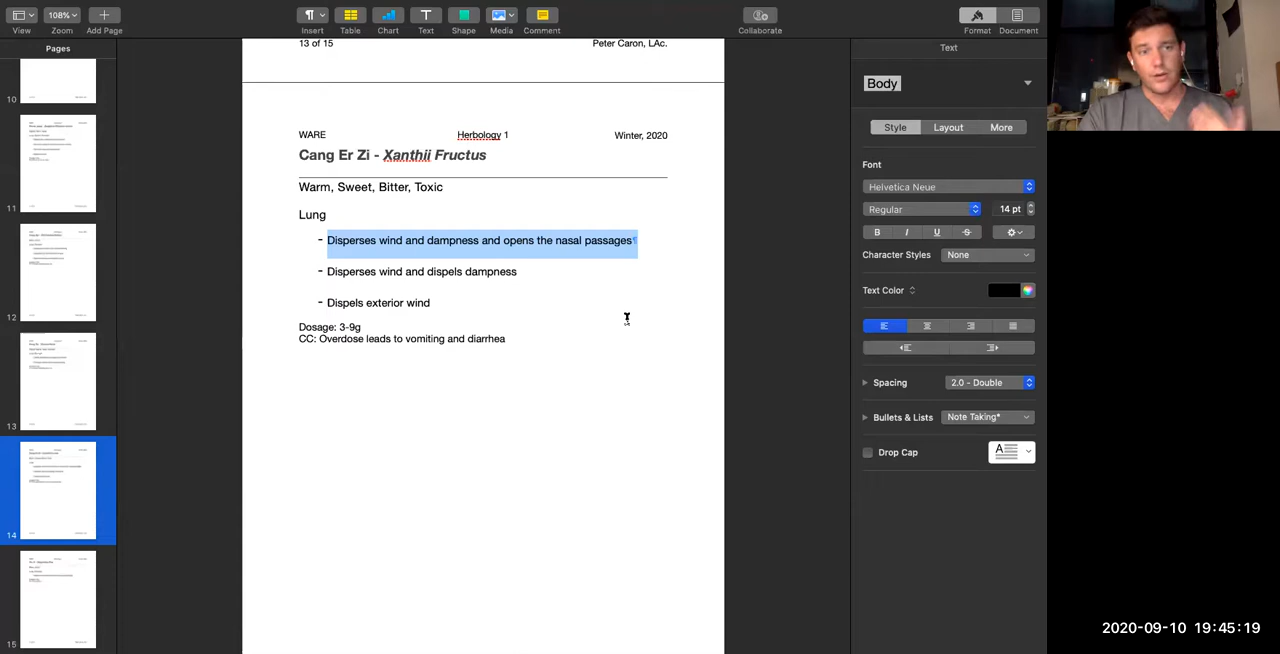 View
108%
Zoom
Add Page
Insert
Table
Chart
Text
Shape
Media
Comment
Collaborate
Format
Document
Pages
10
11
12
13
14
15
13 of 15 Peter Caron, LAc.
WARE Herbology 1 Winter, 2020
Cang Er Zi - Xanthii Fructus
Warm, Sweet, Bitter, Toxic
Lung
- Disperses wind and dampness and opens the nasal passages¶
- Disperses wind and dispels dampness
- Dispels exterior wind
Dosage: 3-9g
CC: Overdose leads to vomiting and diarrhea
Text
Body
Style Layout More
Font
Helvetica Neue
Regular 14 pt
B I U S
Character Styles None
Text Color
Spacing 2.0 - Double
Bullets & Lists Note Taking*
Drop Cap
A
2020-09-10 19:45:19